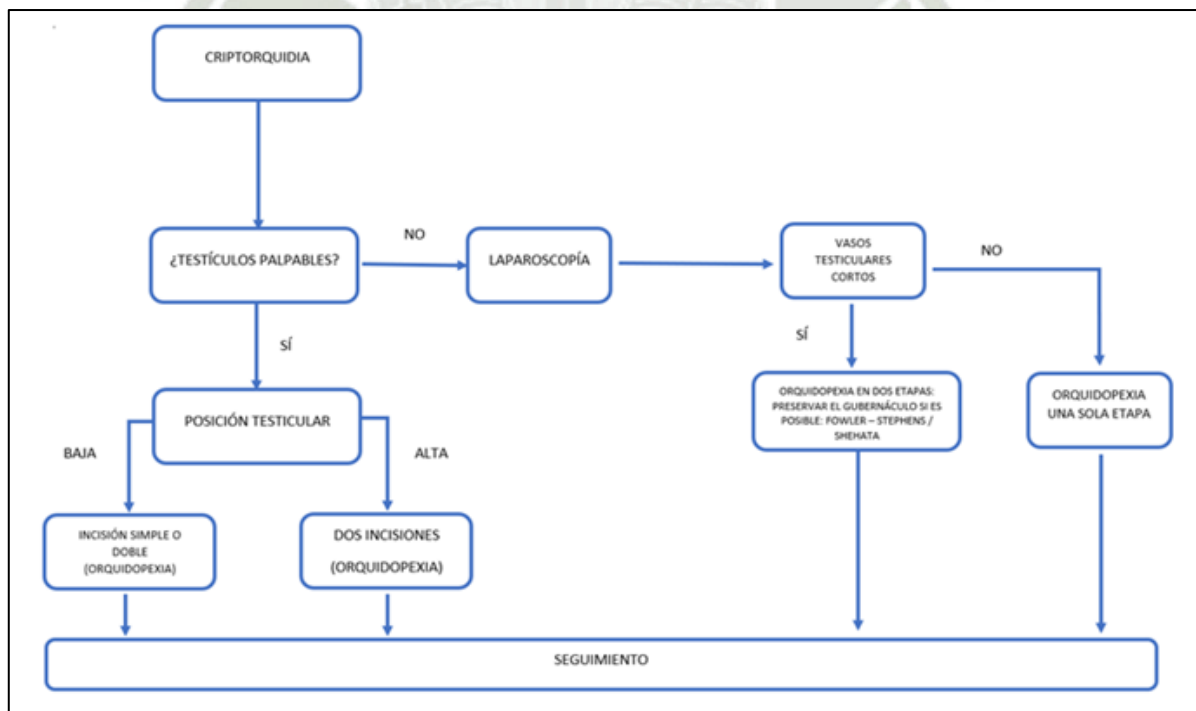 CRIPTORQUIDIA
¿TESTÍCULOS PALPABLES?
NO
LAPAROSCOPÍA
VASOS
TESTICULARES
CORTOS
NO
SÍ
SÍ
POSICIÓN TESTICULAR
ORQUIDOPEXIA EN DOS ETAPAS:
PRESERVAR EL GUBERNÁCULO SI ES
POSIBLE: FOWLER – STEPHENS /
SHEHATA
ORQUIDOPEXIA
UNA SOLA ETAPA
BAJA
ALTA
INCISIÓN SIMPLE O
DOBLE
(ORQUIDOPEXIA)
DOS INCISIONES
(ORQUIDOPEXIA)
SEGUIMIENTO